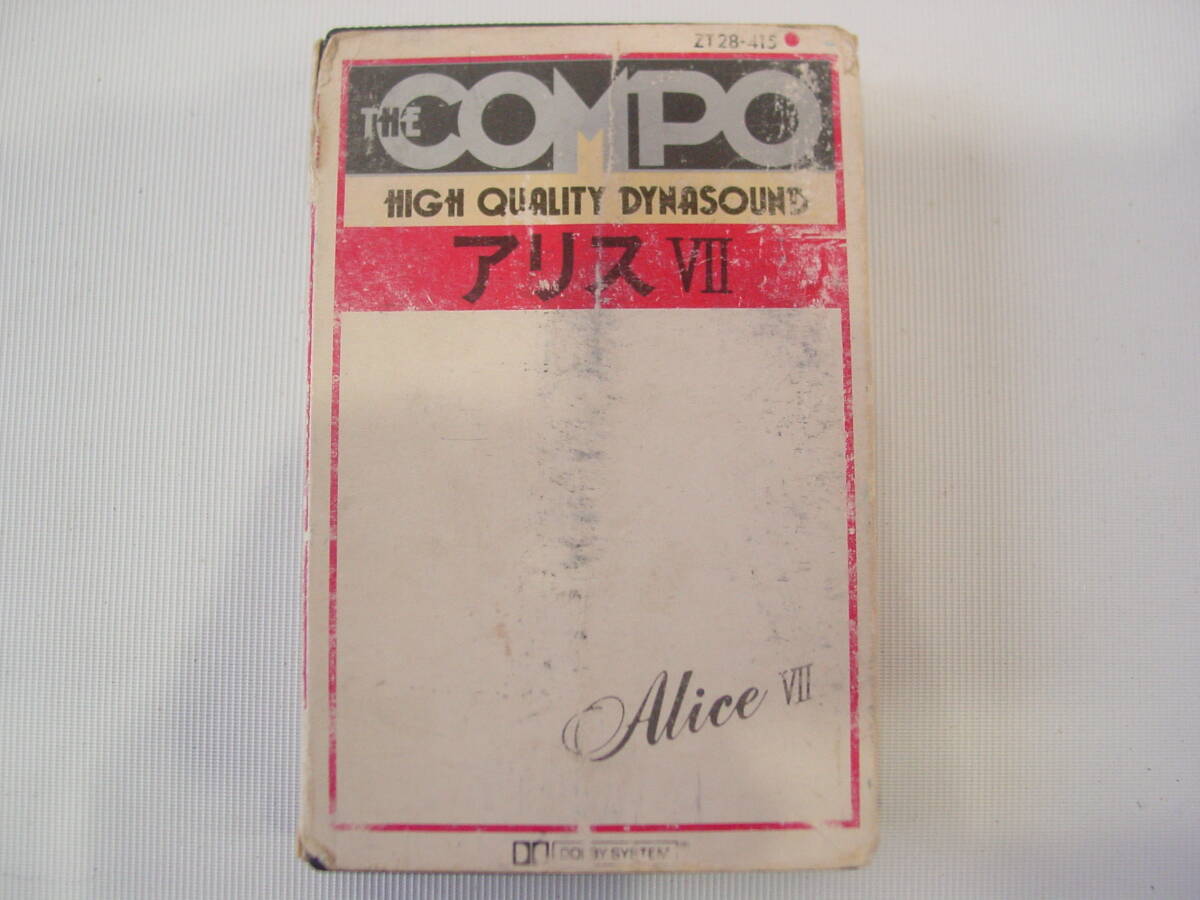 ZT28-415
THE COMPO
HIGH QUALITY DYNASOUND
アリス VII
Alice VII
DOLBY SYSTEM